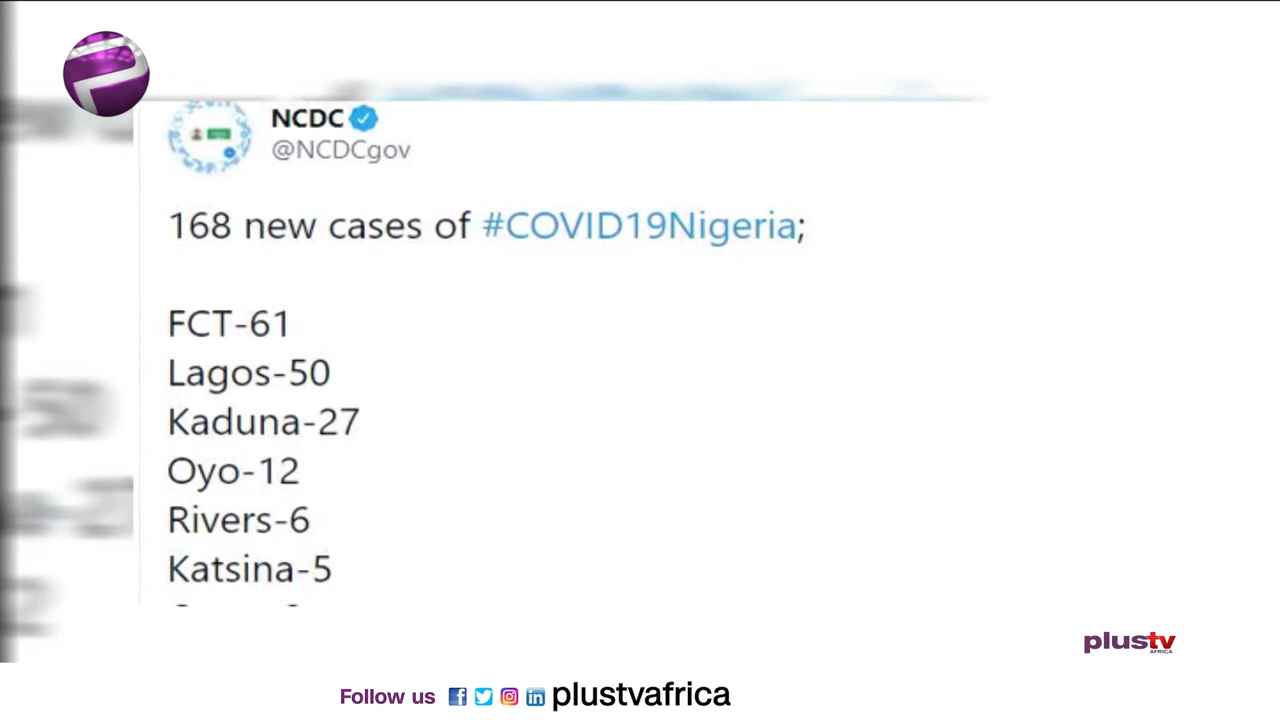 NCDC
@NCDCgov
168 new cases of #COVID19Nigeria;
FCT-61
Lagos-50
Kaduna-27
Oyo-12
Rivers-6
Katsina-5
plustv
AFRICA
Follow us plustvafrica